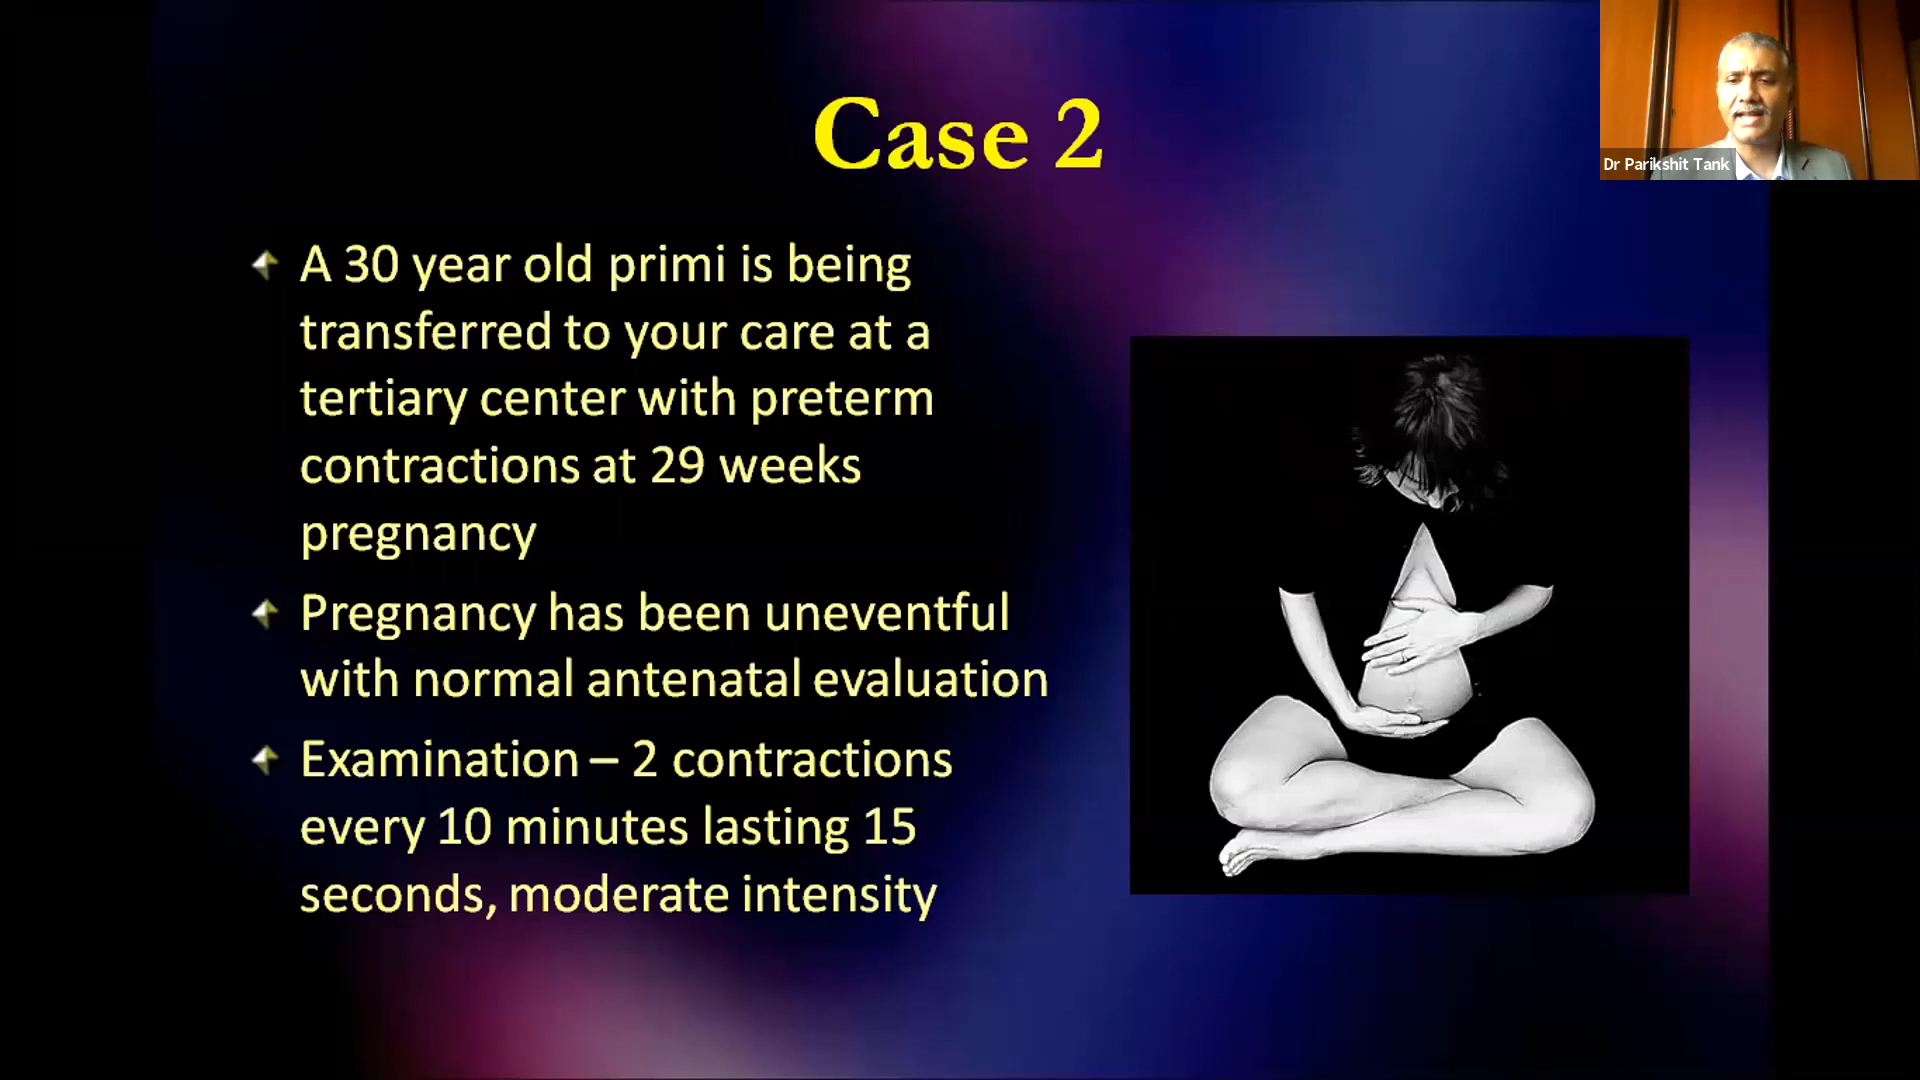 Case 2
Dr Parikshit Tank
A 30 year old primi is being
transferred to your care at a
tertiary center with preterm
contractions at 29 weeks
pregnancy
Pregnancy has been uneventful
with normal antenatal evaluation
Examination – 2 contractions
every 10 minutes lasting 15
seconds, moderate intensity